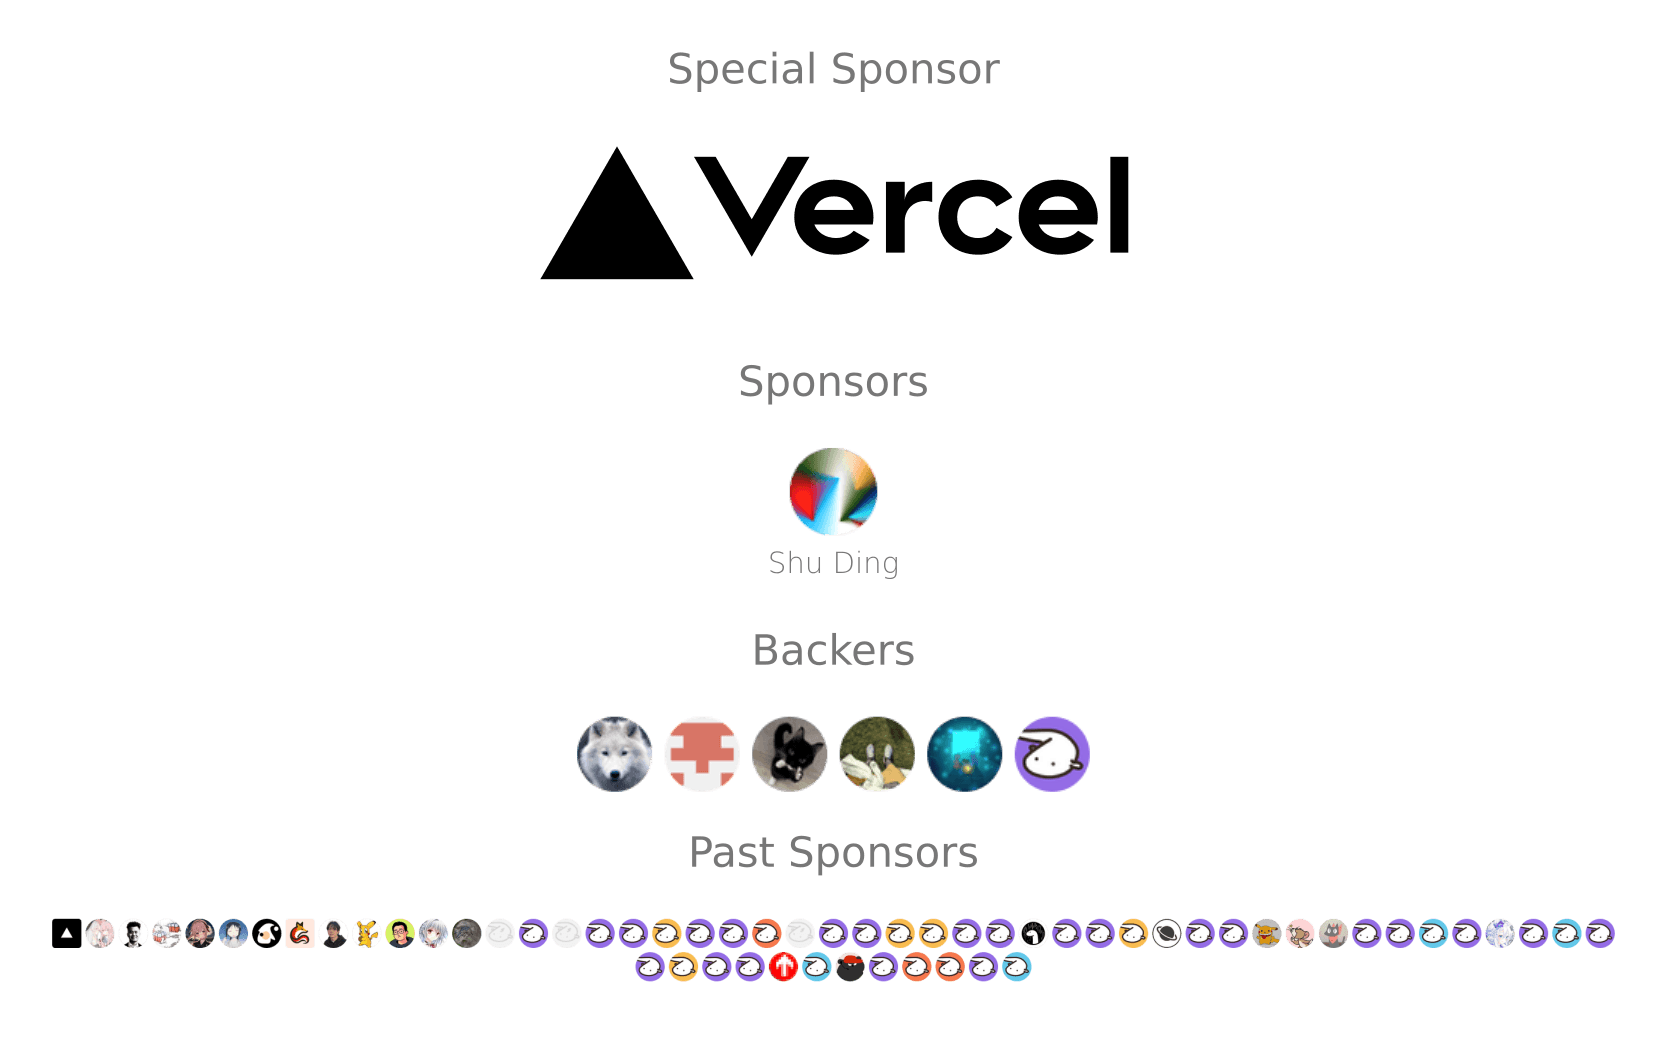 Special Sponsor
Vercel
Sponsors
Shu Ding
Backers
Past Sponsors